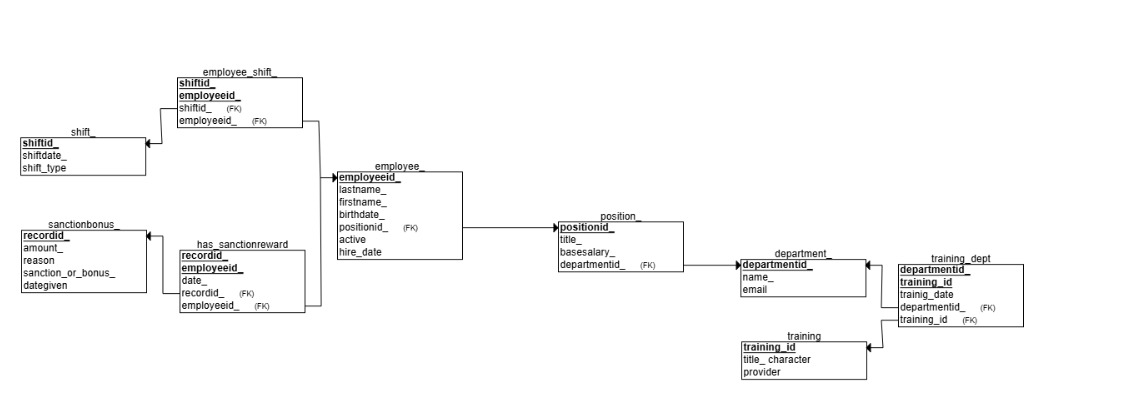 employee_shift_
shiftid_
employeeid_
shiftid_ (FK)
employeeid_ (FK)
shift_
shiftid_
shiftdate_
shift_type
employee_
employeeid_
lastname_
firstname_
birthdate_
positionid_ (FK)
active
hire_date
sanctionbonus_
recordid_
amount_
reason
sanction_or_bonus_
dategiven
has_sanctionreward
recordid_
employeeid_
date_
recordid_ (FK)
employeeid_ (FK)
position_
positionid_
title_
basesalary_
departmentid_ (FK)
department_
departmentid_
name_
email
training_dept
departmentid_
training_id
trainig_date
departmentid_ (FK)
training_id (FK)
training
training_id
title_ character
provider